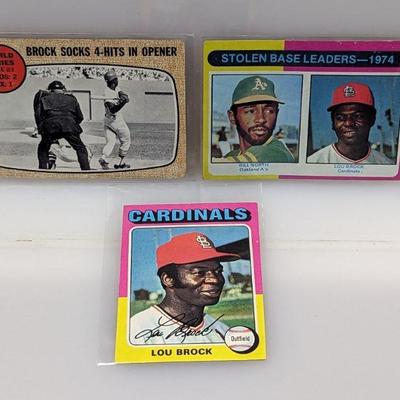 BROCK SOCKS 4-HITS IN OPENER
STOLEN BASE LEADERS—1974
BILL NORTH
Oakland A's
LOU BROCK
Cardinals
CARDINALS
Lou Brock
Outfield
LOU BROCK